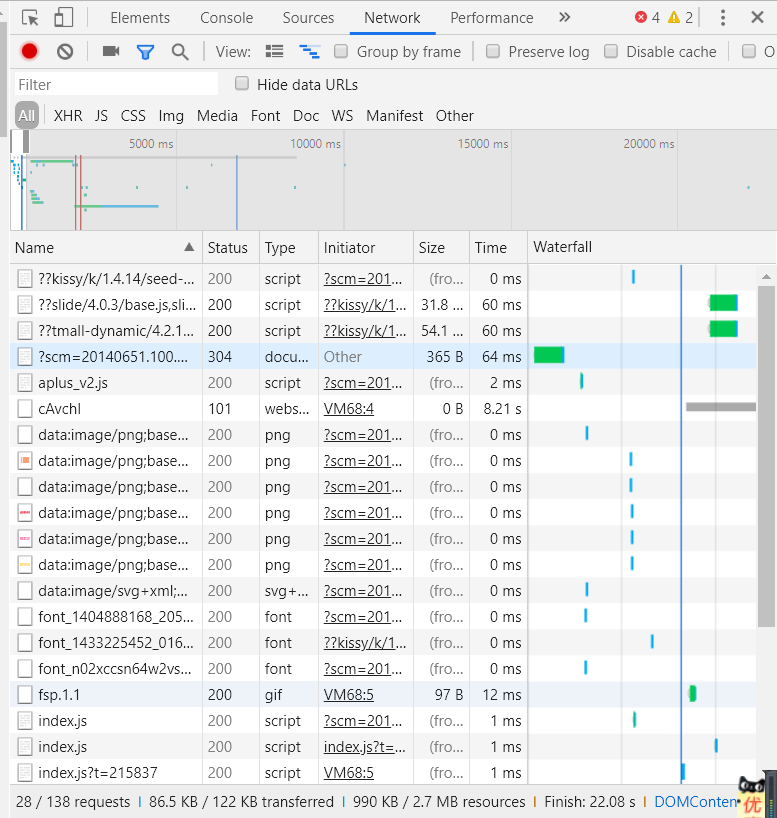 Elements Console Sources Network Performance 4 2
View: Group by frame Preserve log Disable cache O
Filter Hide data URLs
All XHR JS CSS Img Media Font Doc WS Manifest Other
5000 ms 10000 ms 15000 ms 20000 ms
Name Status Type Initiator Size Time Waterfall
??kissy/k/1.4.14/seed-... 200 script ?scm=201... (fro... 0 ms
??slide/4.0.3/base.js,sli... 200 script ??kissy/k/1... 31.8 ... 60 ms
??tmall-dynamic/4.2.1... 200 script ??kissy/k/1... 54.1 ... 60 ms
?scm=20140651.100.... 304 docu... Other 365 B 64 ms
aplus_v2.js 200 script ?scm=201... (fro... 2 ms
cAvchI 101 webs... VM68:4 0 B 8.21 s
data:image/png;base... 200 png ?scm=201... (fro... 0 ms
data:image/png;base... 200 png ?scm=201... (fro... 0 ms
data:image/png;base... 200 png ?scm=201... (fro... 0 ms
data:image/png;base... 200 png ?scm=201... (fro... 0 ms
data:image/png;base... 200 png ?scm=201... (fro... 0 ms
data:image/png;base... 200 png ?scm=201... (fro... 0 ms
data:image/svg+xml;... 200 svg+... ?scm=201... (fro... 0 ms
font_1404888168_205... 200 font ?scm=201... (fro... 0 ms
font_1433225452_016... 200 font ??kissy/k/1... (fro... 0 ms
font_n02xccsn64w2vs... 200 font ?scm=201... (fro... 0 ms
fsp.1.1 200 gif VM68:5 97 B 12 ms
index.js 200 script ?scm=201... (fro... 1 ms
index.js 200 script index.js?t=... (fro... 1 ms
index.js?t=215837 200 script VM68:5 (fro... 1 ms
28 / 138 requests 86.5 KB / 122 KB transferred 990 KB / 2.7 MB resources Finish: 22.08 s DOMConten 优